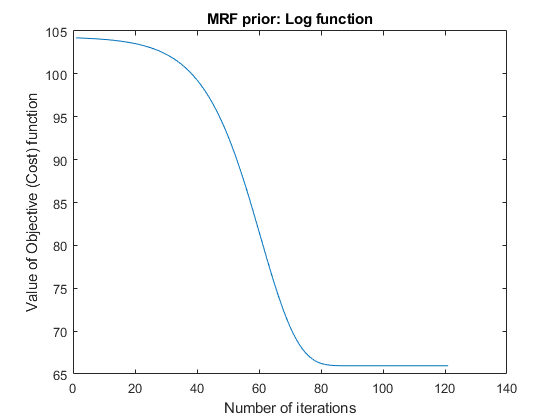 MRF prior: Log function
105
100
95
90
85
80
75
70
65
Value of Objective (Cost) function
0 20 40 60 80 100 120 140
Number of iterations